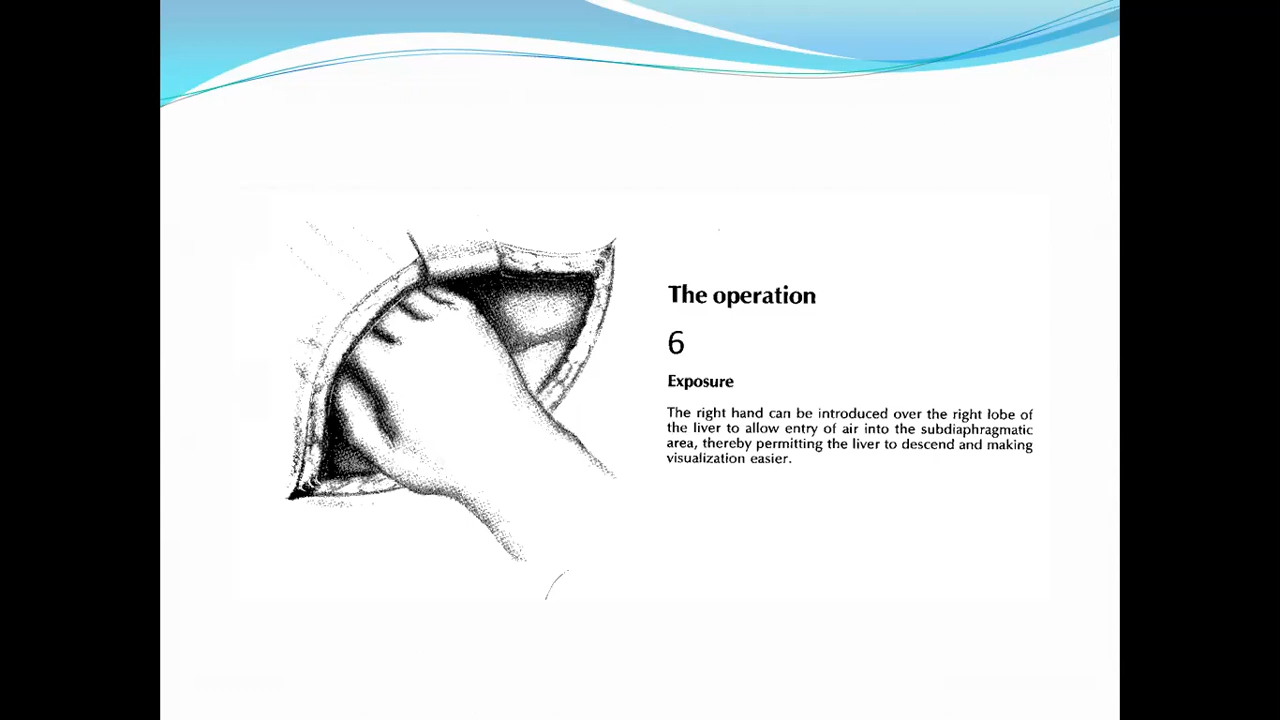 The operation
6
Exposure
The right hand can be introduced over the right lobe of
the liver to allow entry of air into the subdiaphragmatic
area, thereby permitting the liver to descend and making
visualization easier.